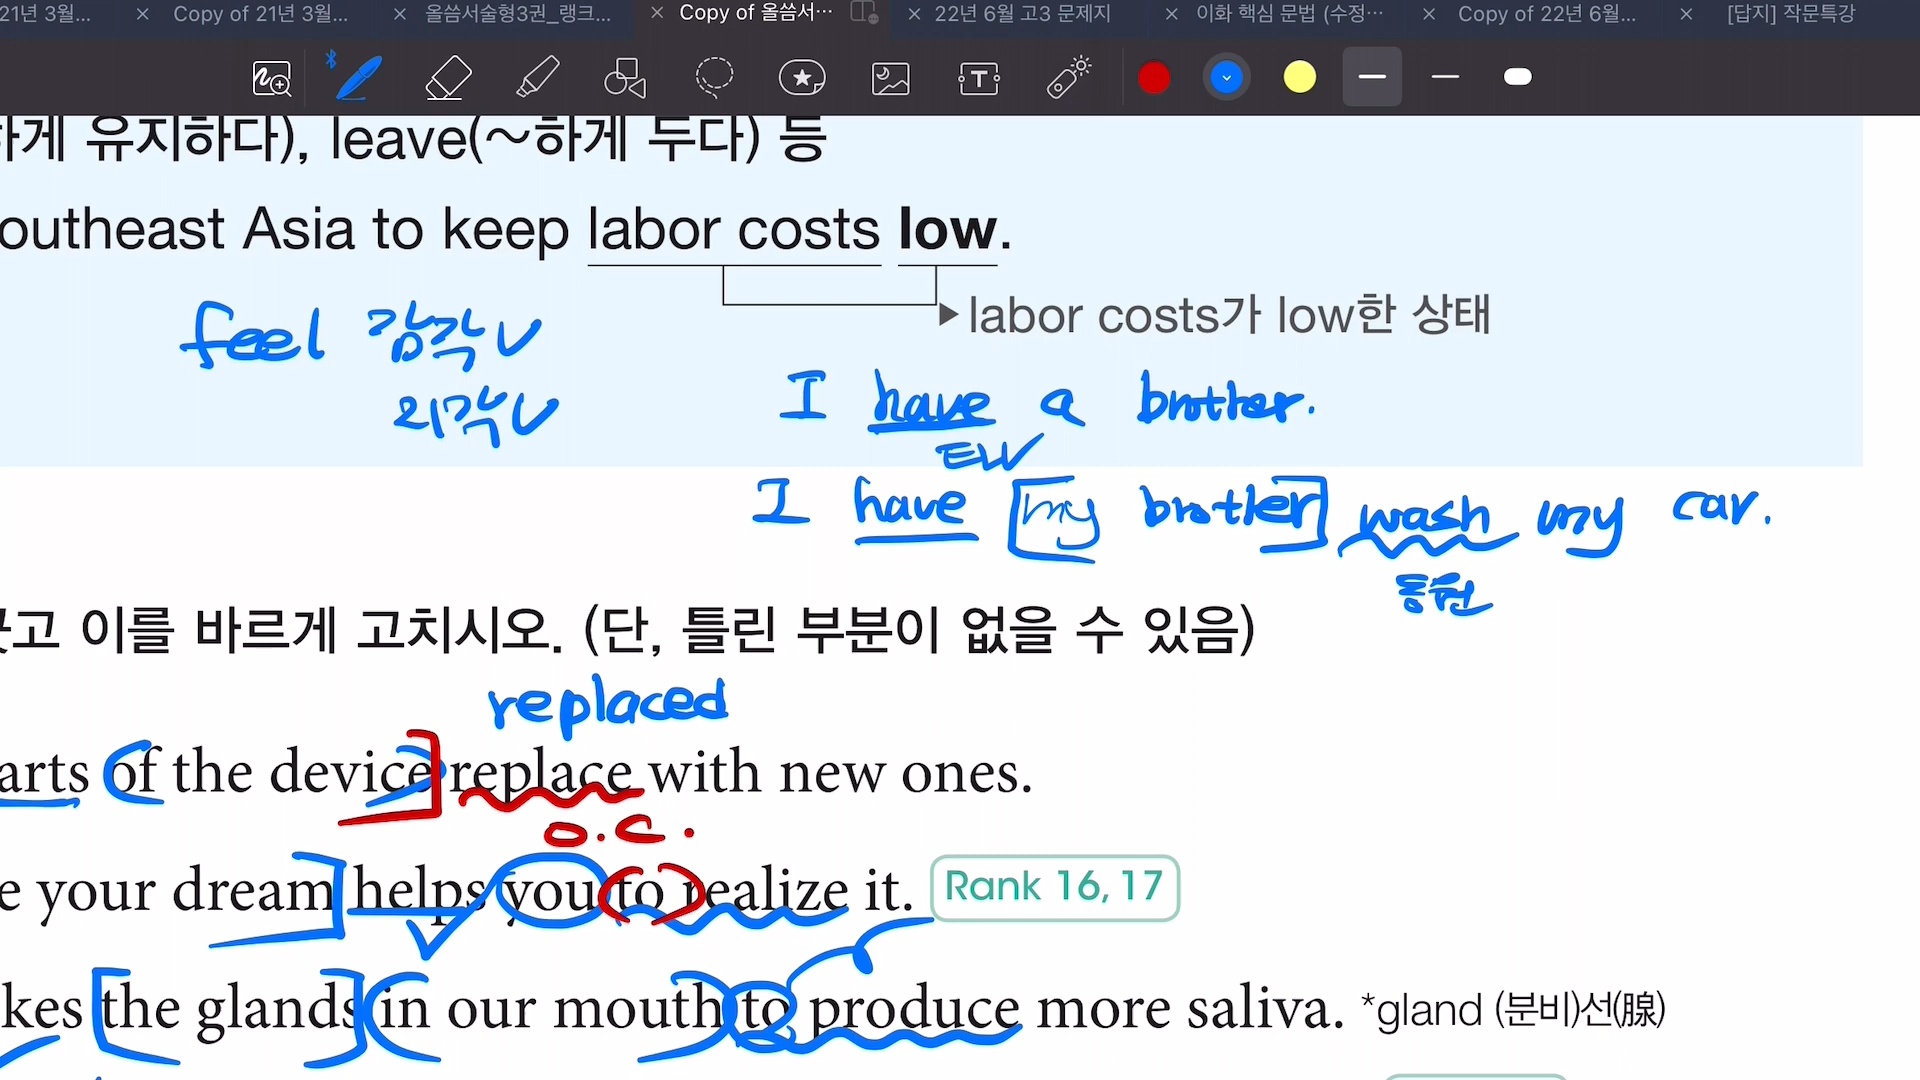 21년 3월... × Copy of 21년 3월... × 올씀서술형3권_랭크... × Copy of 올씀서... × 22년 6월 고3 문제지 × 이화 핵심 문법 (수정... × Copy of 22년 6월... × [답지] 작문특강
하게 유지하다), leave(~하게 두다) 등
outheast Asia to keep labor costs low.
▶labor costs가 low한 상태
feel 감각V
지각V
I have a brother.
I have [my brother] wash my car.
동원
긋고 이를 바르게 고치시오. (단, 틀린 부분이 없을 수 있음)
replaced
arts of the device] replace with new ones.
O.C.
e your dream] helps you (to) realize it. Rank 16, 17
kes [the glands] (in our mouth) to produce more saliva. *gland (분비)선(腺)